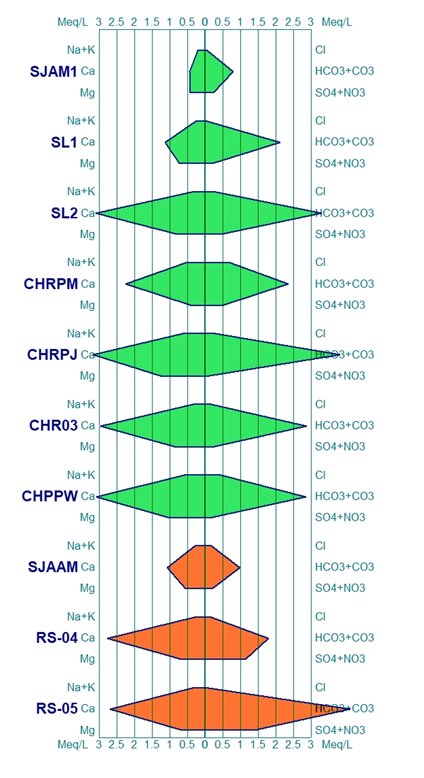 Meq/L 3 2.5 2 1.5 1 0.5 0 0.5 1 1.5 2 2.5 3 Meq/L
Na+K Cl
SJAM1 Ca HCO3+CO3
Mg SO4+NO3
Na+K Cl
SL1 Ca HCO3+CO3
Mg SO4+NO3
Na+K Cl
SL2 Ca HCO3+CO3
Mg SO4+NO3
Na+K Cl
CHRPM Ca HCO3+CO3
Mg SO4+NO3
Na+K Cl
CHRPJ Ca HCO3+CO3
Mg SO4+NO3
Na+K Cl
CHR03 Ca HCO3+CO3
Mg SO4+NO3
Na+K Cl
CHPPW Ca HCO3+CO3
Mg SO4+NO3
Na+K Cl
SJAAM Ca HCO3+CO3
Mg SO4+NO3
Na+K Cl
RS-04 Ca HCO3+CO3
Mg SO4+NO3
Na+K Cl
RS-05 Ca HCO3+CO3
Mg SO4+NO3
Meq/L 3 2.5 2 1.5 1 0.5 0 0.5 1 1.5 2 2.5 3 Meq/L